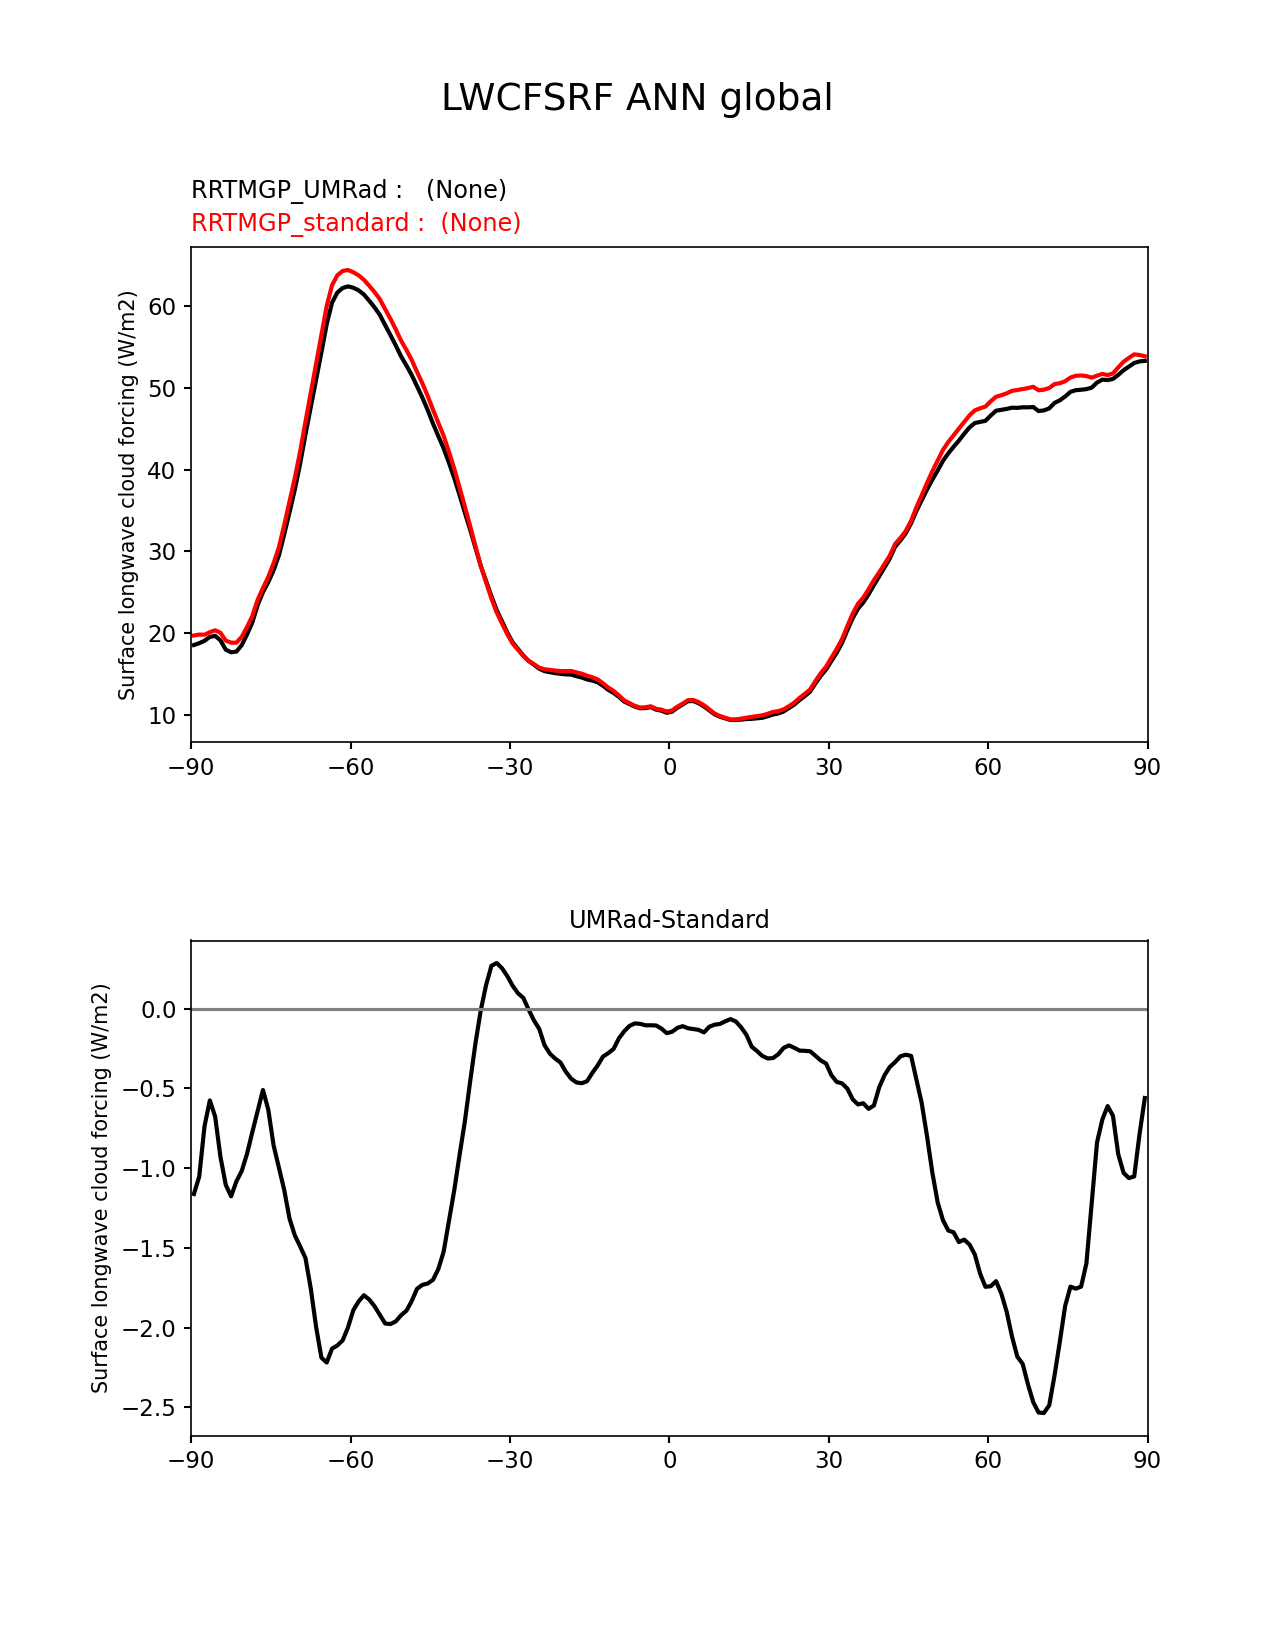 LWCFSRF ANN global
RRTMGP_UMRad :   (None)
RRTMGP_standard :  (None)
Surface longwave cloud forcing (W/m2)
60
50
40
30
20
10
−90 −60 −30 0 30 60 90
UMRad-Standard
Surface longwave cloud forcing (W/m2)
0.0
−0.5
−1.0
−1.5
−2.0
−2.5
−90 −60 −30 0 30 60 90